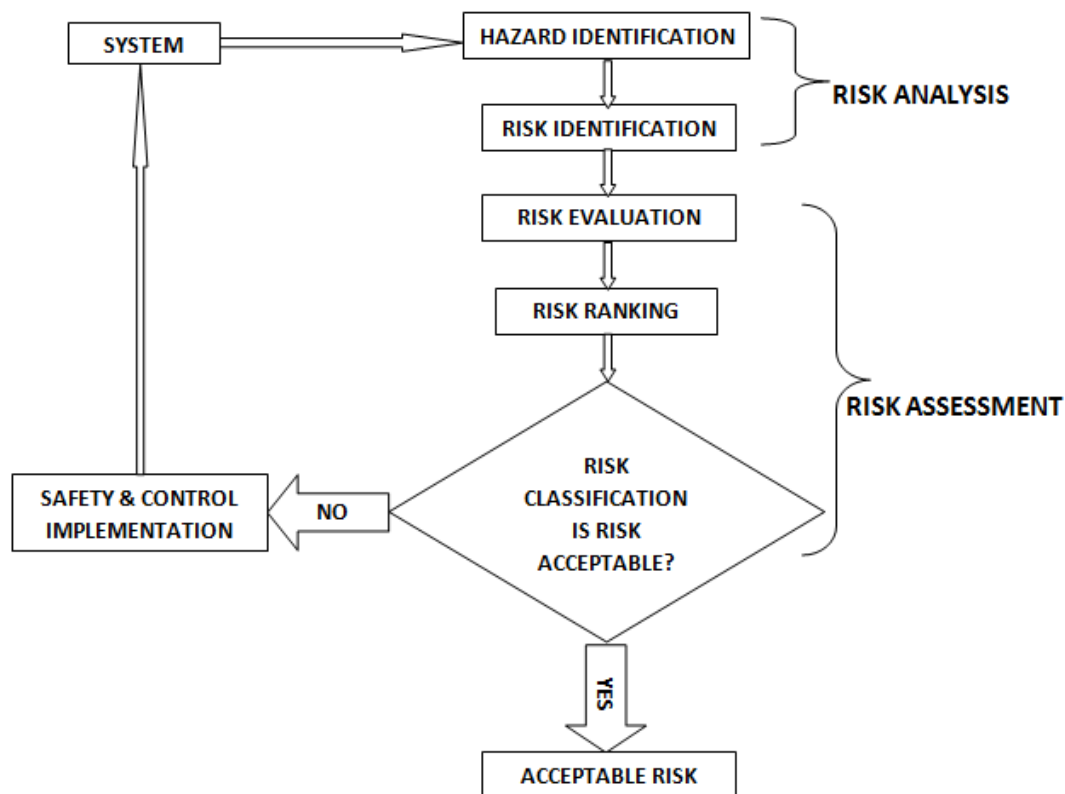 SYSTEM
HAZARD IDENTIFICATION
RISK ANALYSIS
RISK IDENTIFICATION
RISK EVALUATION
RISK RANKING
RISK ASSESSMENT
RISK
CLASSIFICATION
IS RISK
ACCEPTABLE?
NO
SAFETY & CONTROL
IMPLEMENTATION
YES
ACCEPTABLE RISK